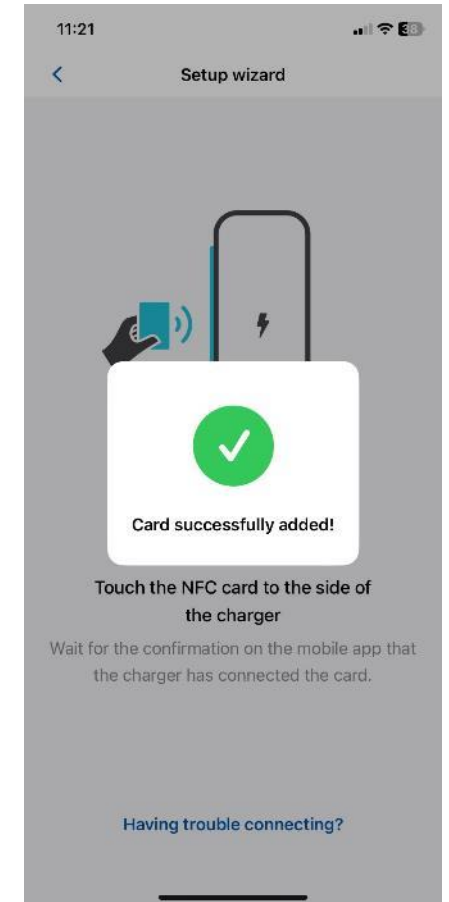 11:21
38
Setup wizard
Card successfully added!
Touch the NFC card to the side of
the charger
Wait for the confirmation on the mobile app that
the charger has connected the card.
Having trouble connecting?